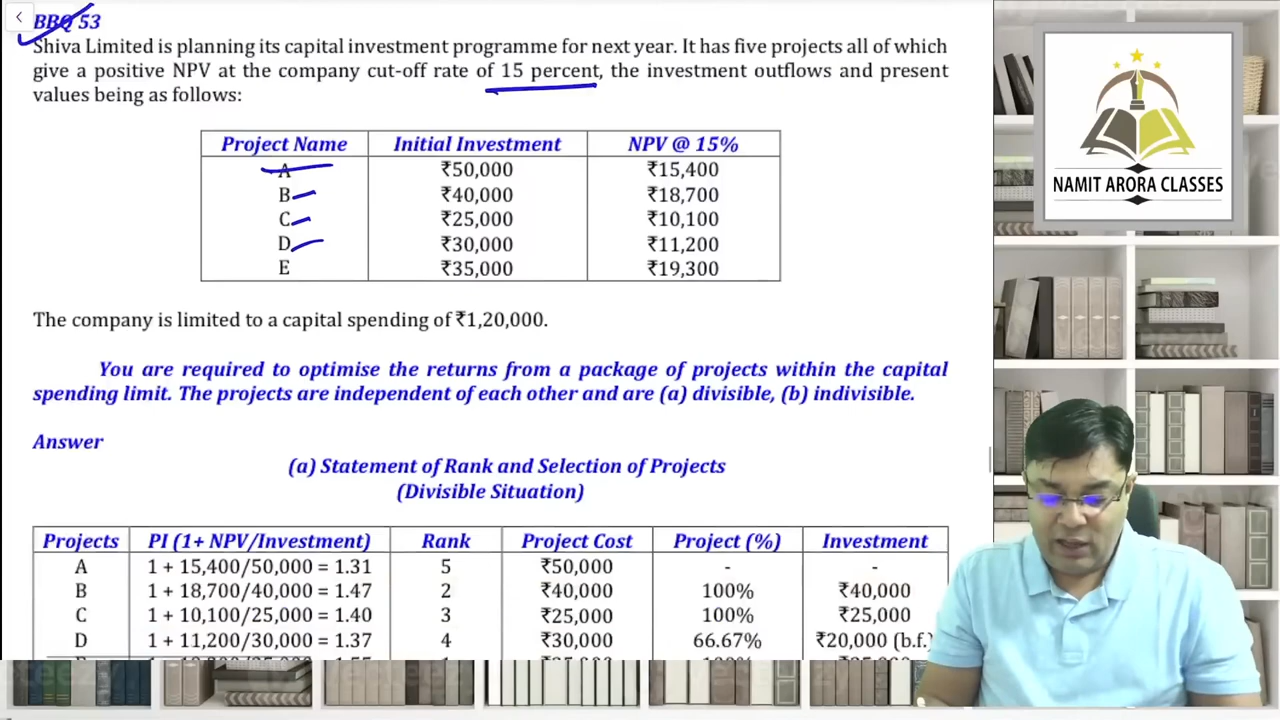 BBQ 53
Shiva Limited is planning its capital investment programme for next year. It has five projects all of which
give a positive NPV at the company cut-off rate of 15 percent, the investment outflows and present
values being as follows:
Project Name Initial Investment NPV @ 15%
A ₹50,000 ₹15,400
B ₹40,000 ₹18,700
C ₹25,000 ₹10,100
D ₹30,000 ₹11,200
E ₹35,000 ₹19,300
The company is limited to a capital spending of ₹1,20,000.
You are required to optimise the returns from a package of projects within the capital
spending limit. The projects are independent of each other and are (a) divisible, (b) indivisible.
Answer
(a) Statement of Rank and Selection of Projects
(Divisible Situation)
Projects PI (1+ NPV/Investment) Rank Project Cost Project (%) Investment
A 1 + 15,400/50,000 = 1.31 5 ₹50,000 - -
B 1 + 18,700/40,000 = 1.47 2 ₹40,000 100% ₹40,000
C 1 + 10,100/25,000 = 1.40 3 ₹25,000 100% ₹25,000
D 1 + 11,200/30,000 = 1.37 4 ₹30,000 66.67% ₹20,000 (b.f.)
NAMIT ARORA CLASSES